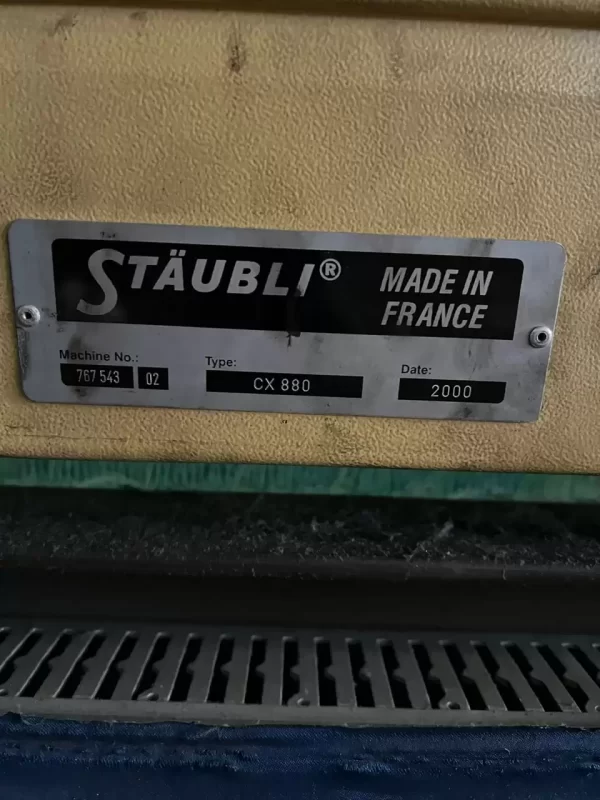 STÄUBLI® MADE IN
FRANCE
Machine No.: Type: Date:
767 543 02 CX 880 2000